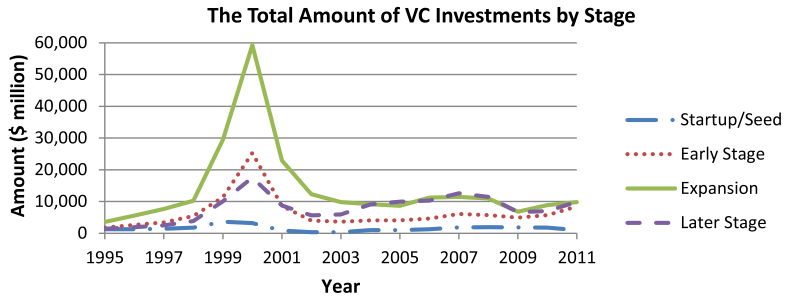 The Total Amount of VC Investments by Stage
Amount ($ million)
60,000
50,000
40,000
30,000
20,000
10,000
0
1995 1997 1999 2001 2003 2005 2007 2009 2011
Year
Startup/Seed
Early Stage
Expansion
Later Stage